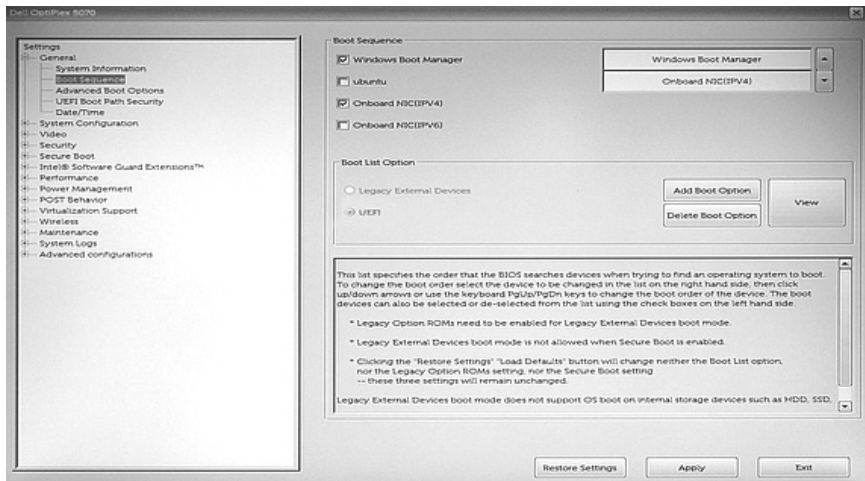 Dell OptiPlex 5070
Settings
General
System Information
Boot Sequence
Advanced Boot Options
UEFI Boot Path Security
Date/Time
System Configuration
Video
Security
Secure Boot
Intel® Software Guard Extensions™
Performance
Power Management
POST Behavior
Virtualization Support
Wireless
Maintenance
System Logs
Advanced configurations
Boot Sequence
Windows Boot Manager
ubuntu
Onboard NIC(IPV4)
Onboard NIC(IPV6)
Windows Boot Manager
Onboard NIC(IPV4)
Boot List Option
Legacy External Devices
UEFI
Add Boot Option
Delete Boot Option
View
This list specifies the order that the BIOS searches devices when trying to find an operating system to boot.
To change the boot order select the device to be changed in the list on the right hand side, then click
up/down arrows or use the keyboard PgUp/PgDn keys to change the boot order of the device. The boot
devices can also be selected or de-selected from the list using the check boxes on the left hand side.
* Legacy Option ROMs need to be enabled for Legacy External Devices boot mode.
* Legacy External Devices boot mode is not allowed when Secure Boot is enabled.
* Clicking the "Restore Settings" "Load Defaults" button will change neither the Boot List option,
nor the Legacy Option ROMs setting, nor the Secure Boot setting
-- these three settings will remain unchanged.
Legacy External Devices boot mode does not support OS boot on internal storage devices such as HDD, SSD,
Restore Settings
Apply
Exit